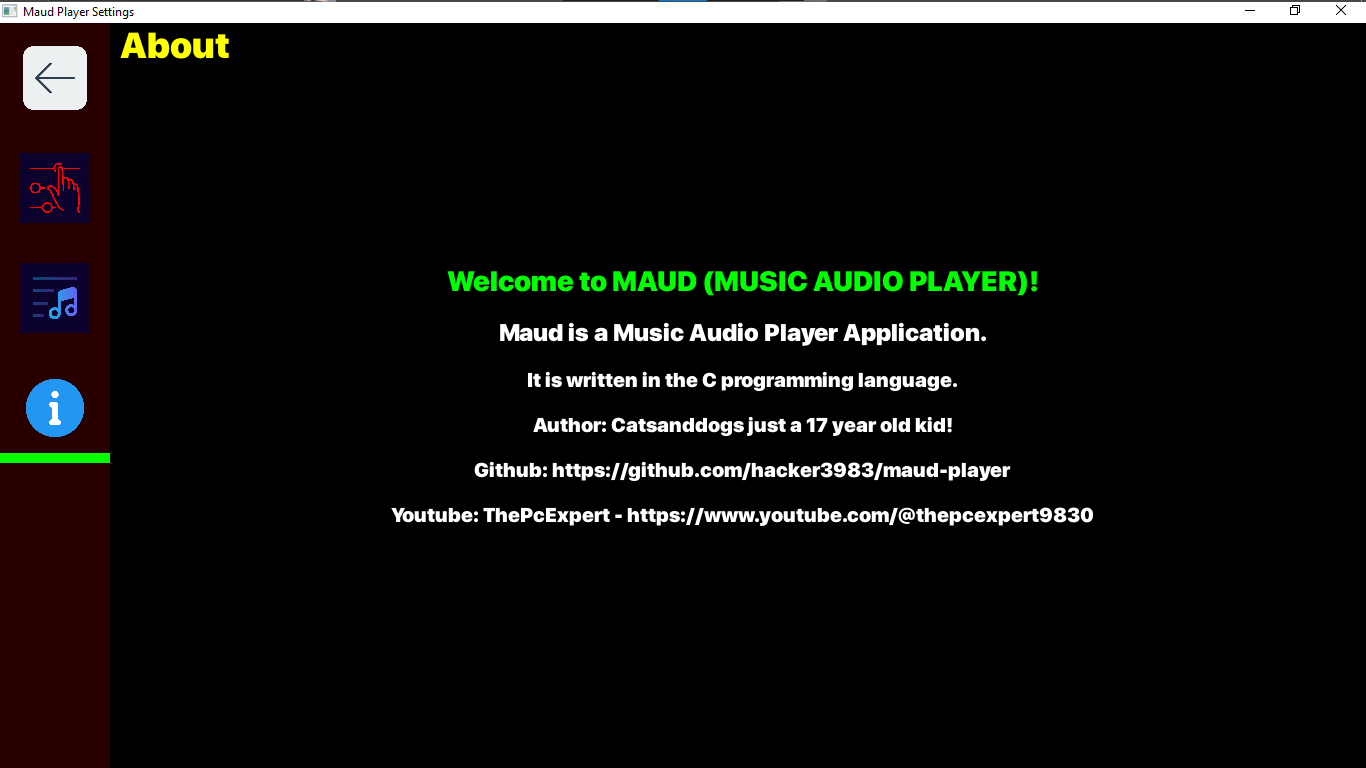 Maud Player Settings
About
Welcome to MAUD (MUSIC AUDIO PLAYER)!
Maud is a Music Audio Player Application.
It is written in the C programming language.
Author: Catsanddogs just a 17 year old kid!
Github: https://github.com/hacker3983/maud-player
Youtube: ThePcExpert - https://www.youtube.com/@thepcexpert9830